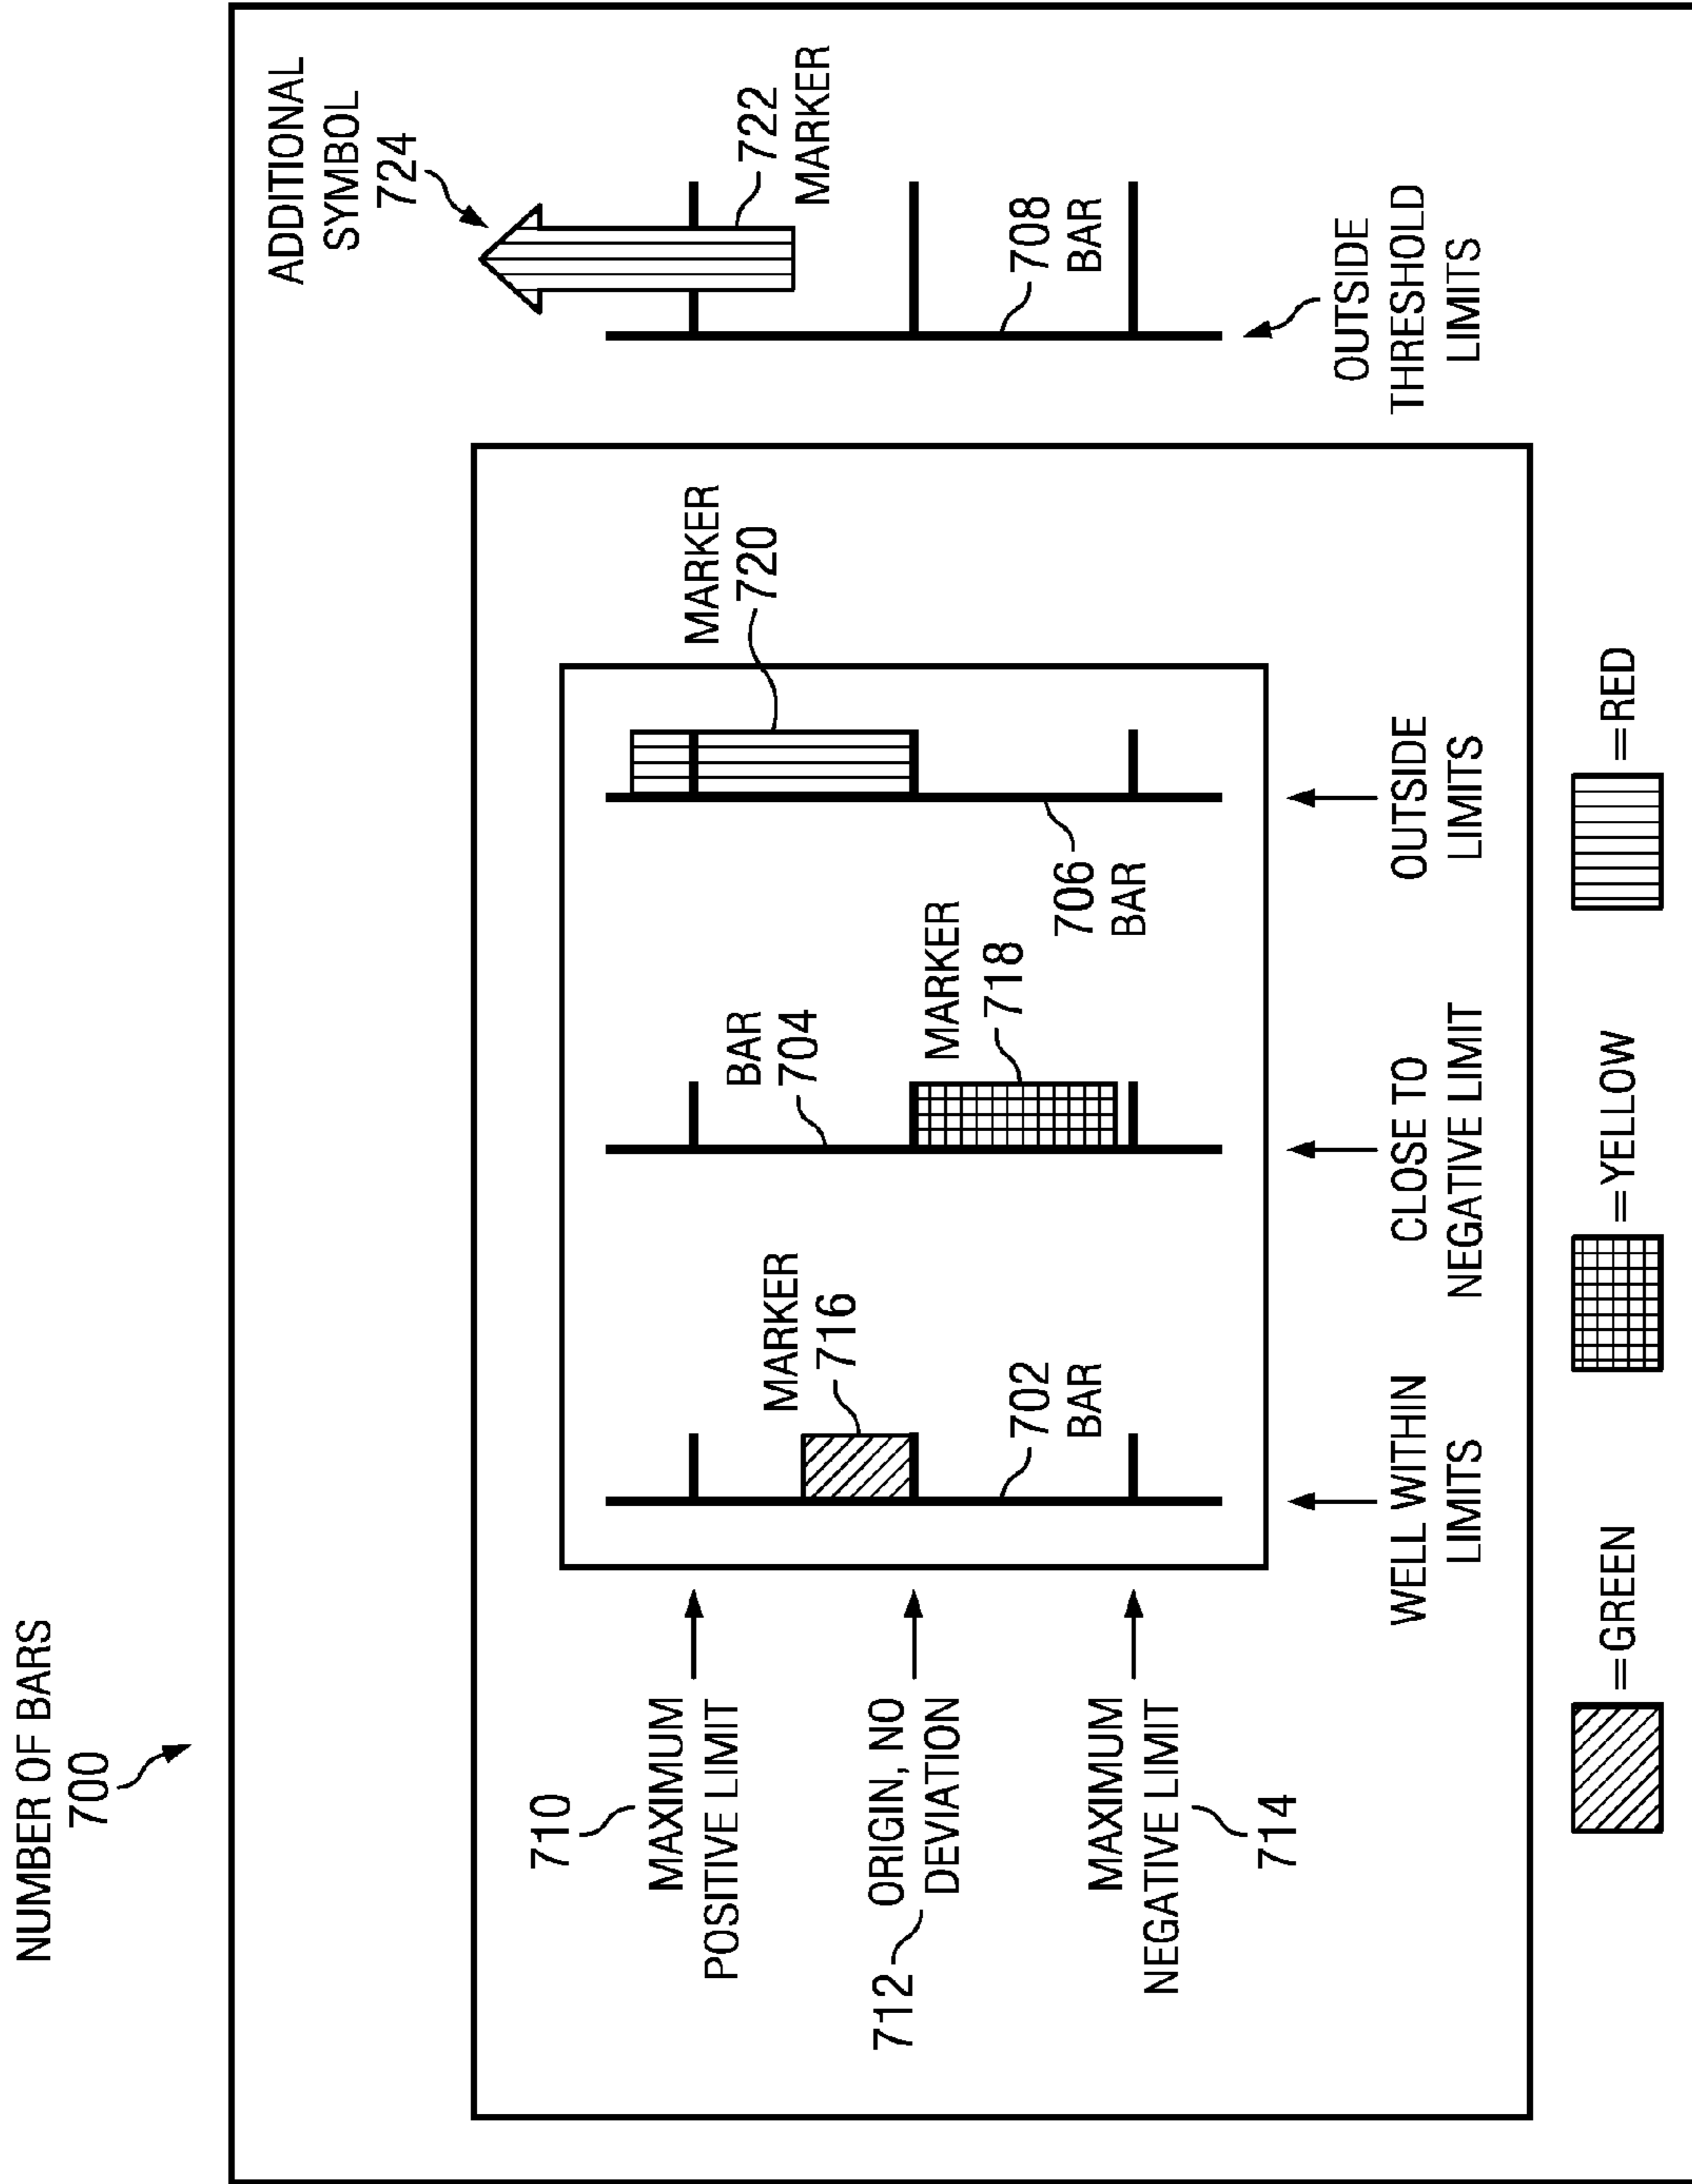 NUMBER OF BARS
700
ADDITIONAL
SYMBOL
724
722
MARKER
708
BAR
OUTSIDE
THRESHOLD
LIMITS
710
MAXIMUM
POSITIVE LIMIT
712
ORIGIN, NO
DEVIATION
MAXIMUM
NEGATIVE LIMIT
714
MARKER
716
702
BAR
BAR
704
MARKER
718
MARKER
720
706
BAR
WELL WITHIN
LIMITS
CLOSE TO
NEGATIVE LIMIT
OUTSIDE
LIMITS
=GREEN
=YELLOW
=RED